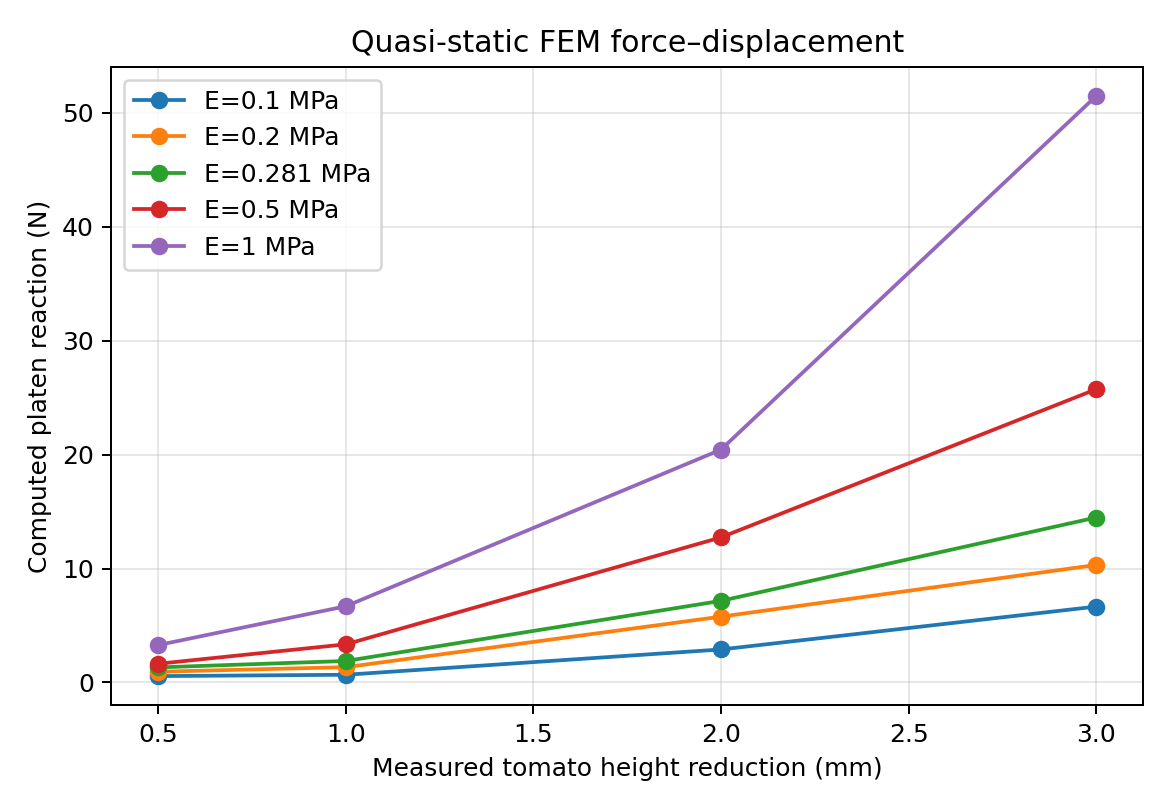 Quasi-static FEM force–displacement
E=0.1 MPa
E=0.2 MPa
E=0.281 MPa
E=0.5 MPa
E=1 MPa
Computed platen reaction (N)
50
40
30
20
10
0
0.5 1.0 1.5 2.0 2.5 3.0
Measured tomato height reduction (mm)